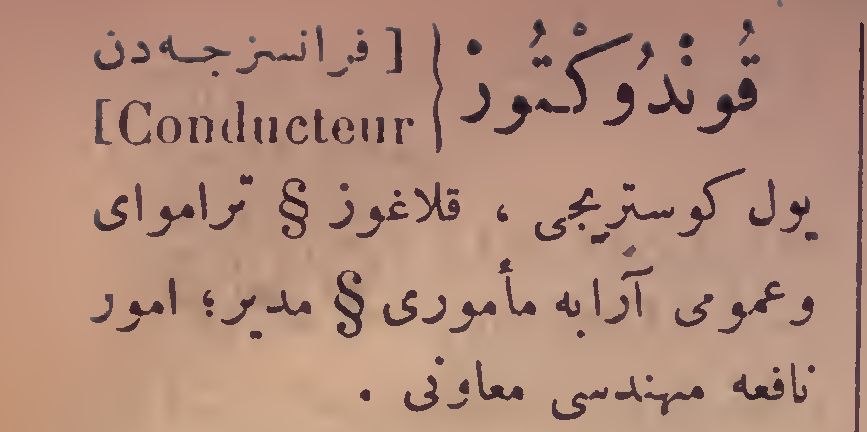 قُونْدُوكْتُور [ فرانسزجه‌دن
Conducteur]
يول كوستريجى ، قلاغوز § تراموای
وعمومى آرابه مأمورى § مدير؛ امور
نافعه مهندسى معاونى .